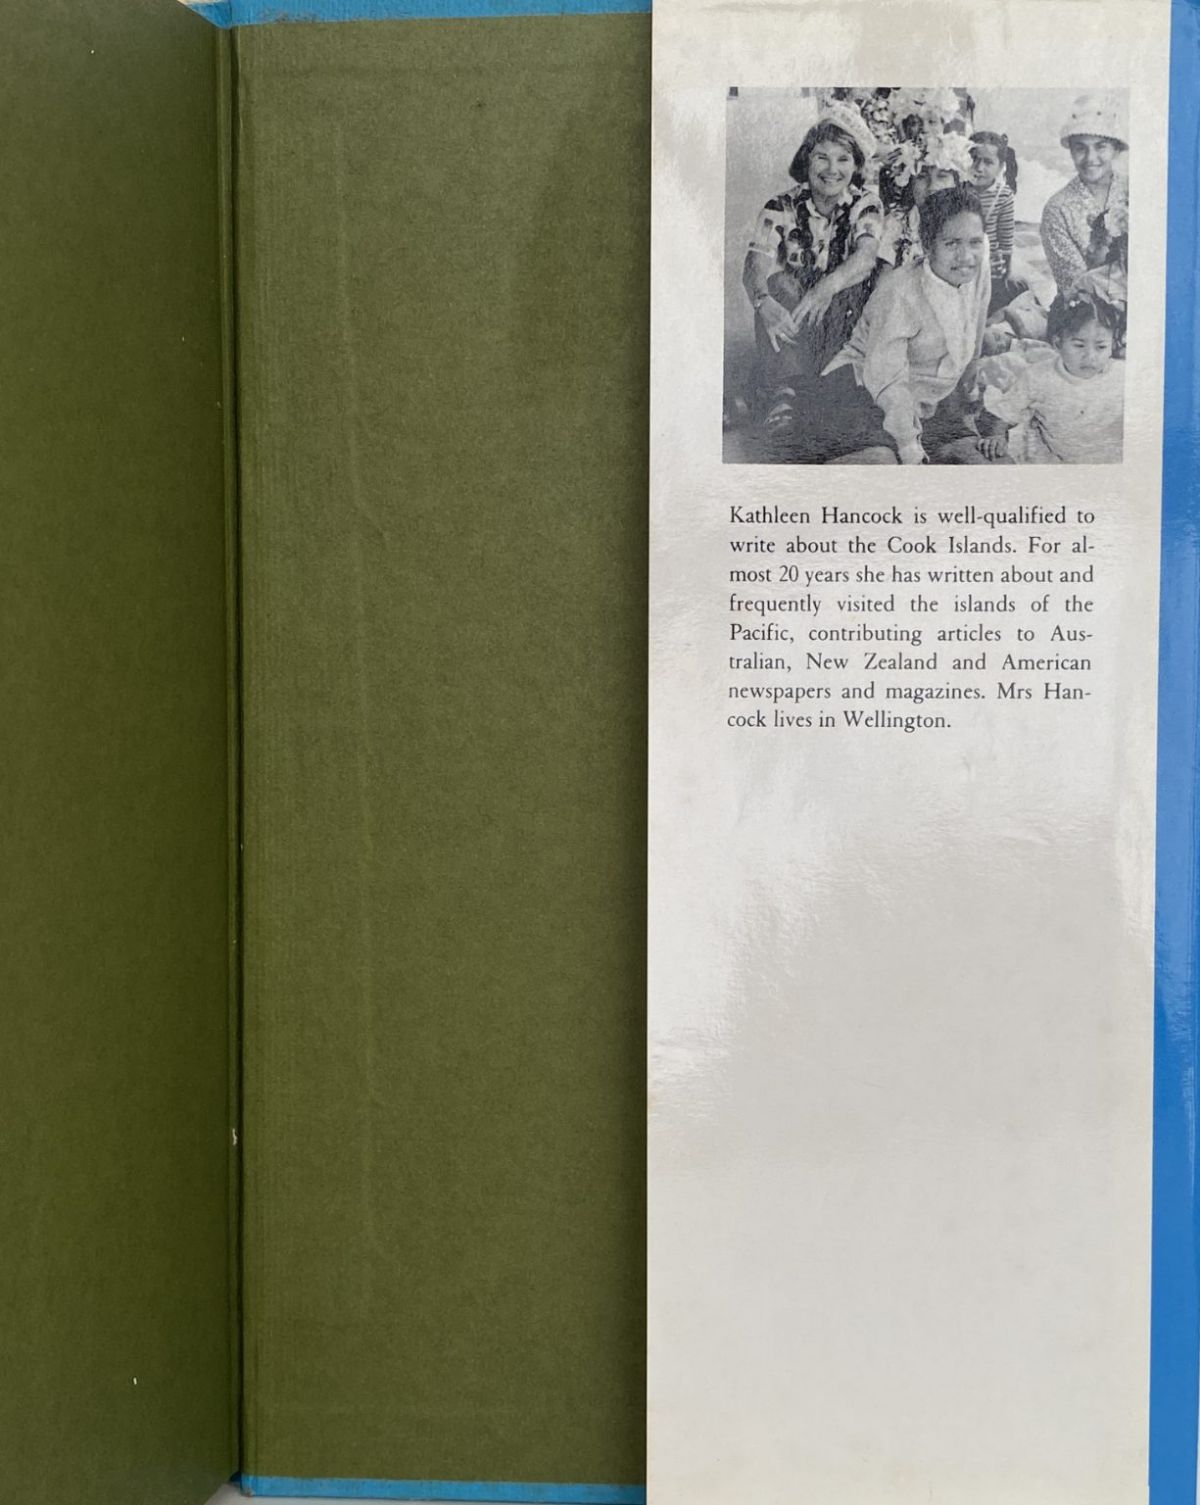 Kathleen Hancock is well-qualified to
write about the Cook Islands. For al-
most 20 years she has written about and
frequently visited the islands of the
Pacific, contributing articles to Aus-
tralian, New Zealand and American
newspapers and magazines. Mrs Han-
cock lives in Wellington.